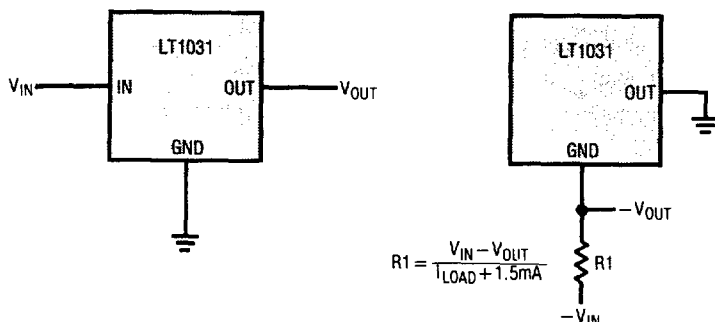 LT1031
V_IN
IN
OUT
V_OUT
GND
LT1031
OUT
GND
−V_OUT
R1 = (V_IN − V_OUT) / (I_LOAD + 1.5mA)
R1
−V_IN